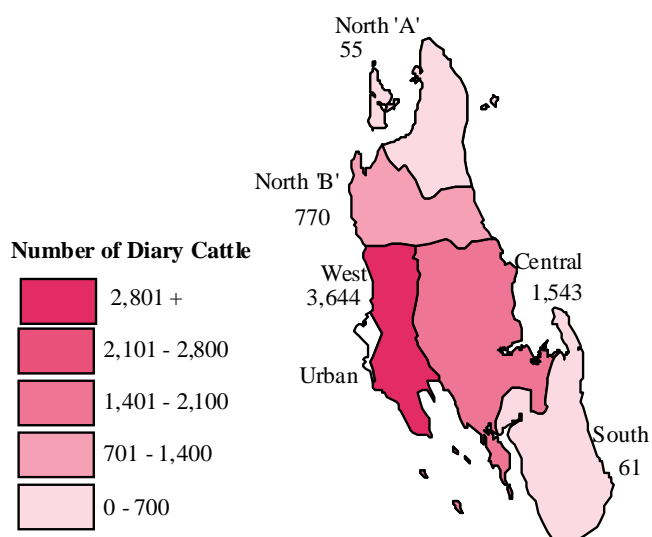 North 'A'
55
North 'B'
770
Number of Diary Cattle
West
3,644
Central
1,543
2,801 +
2,101 - 2,800
Urban
1,401 - 2,100
701 - 1,400
South
61
0 - 700